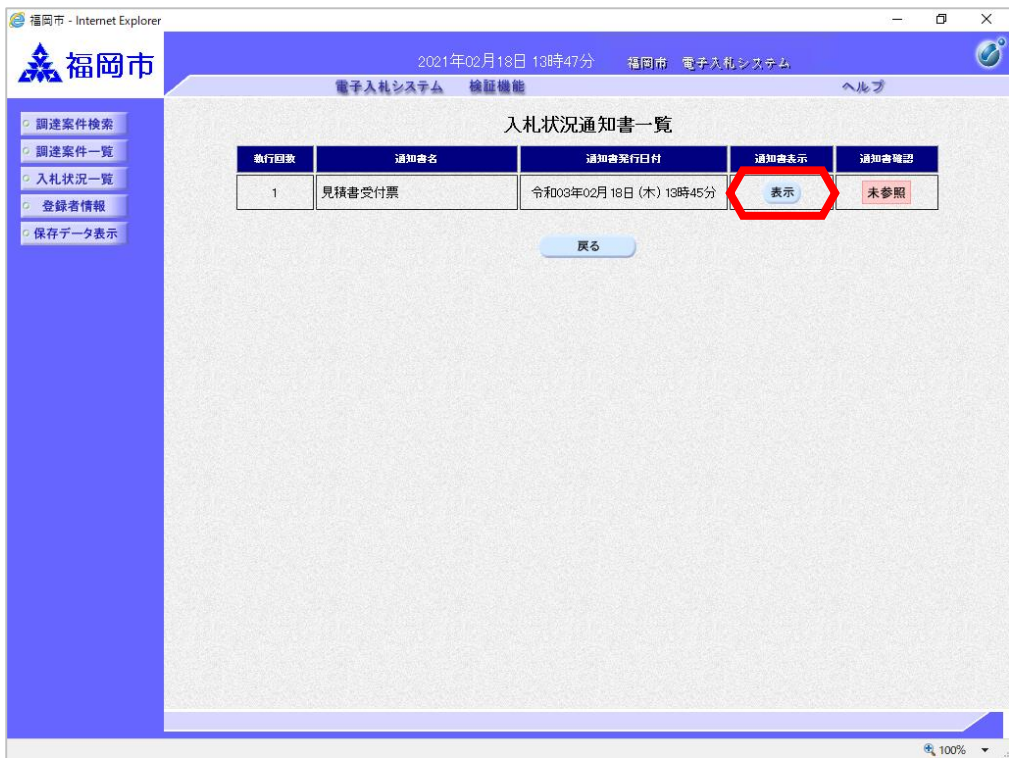 福岡市 - Internet Explorer
福岡市
2021年02月18日 13時47分 福岡市 電子入札システム
電子入札システム 検証機能 ヘルプ
調達案件検索
調達案件一覧
入札状況一覧
登録者情報
保存データ表示
入札状況通知書一覧
執行回数 通知書名 通知書発行日付 通知書表示 通知書確認
1 見積書受付票 令和03年02月18日(木) 13時45分 表示 未参照
戻る
100%